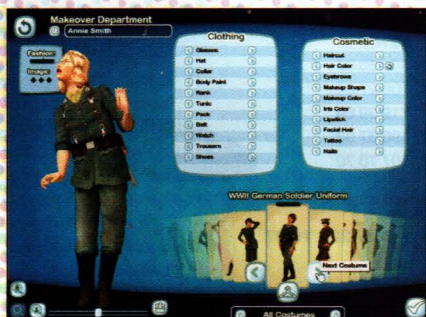 Makeover Department
Annie Smith
Fashion:
Image:
Clothing
Glasses
Hat
Collar
Body Paint
Rank
Tunic
Pack
Belt
Watch
Trousers
Shoes
Cosmetic
Haircut
Hair Color
Eyebrows
Makeup Shape
Makeup Color
Iris Color
Lipstick
Facial Hair
Tattoo
Nails
WWII German Soldier Uniform
Next Costume
All Costumes